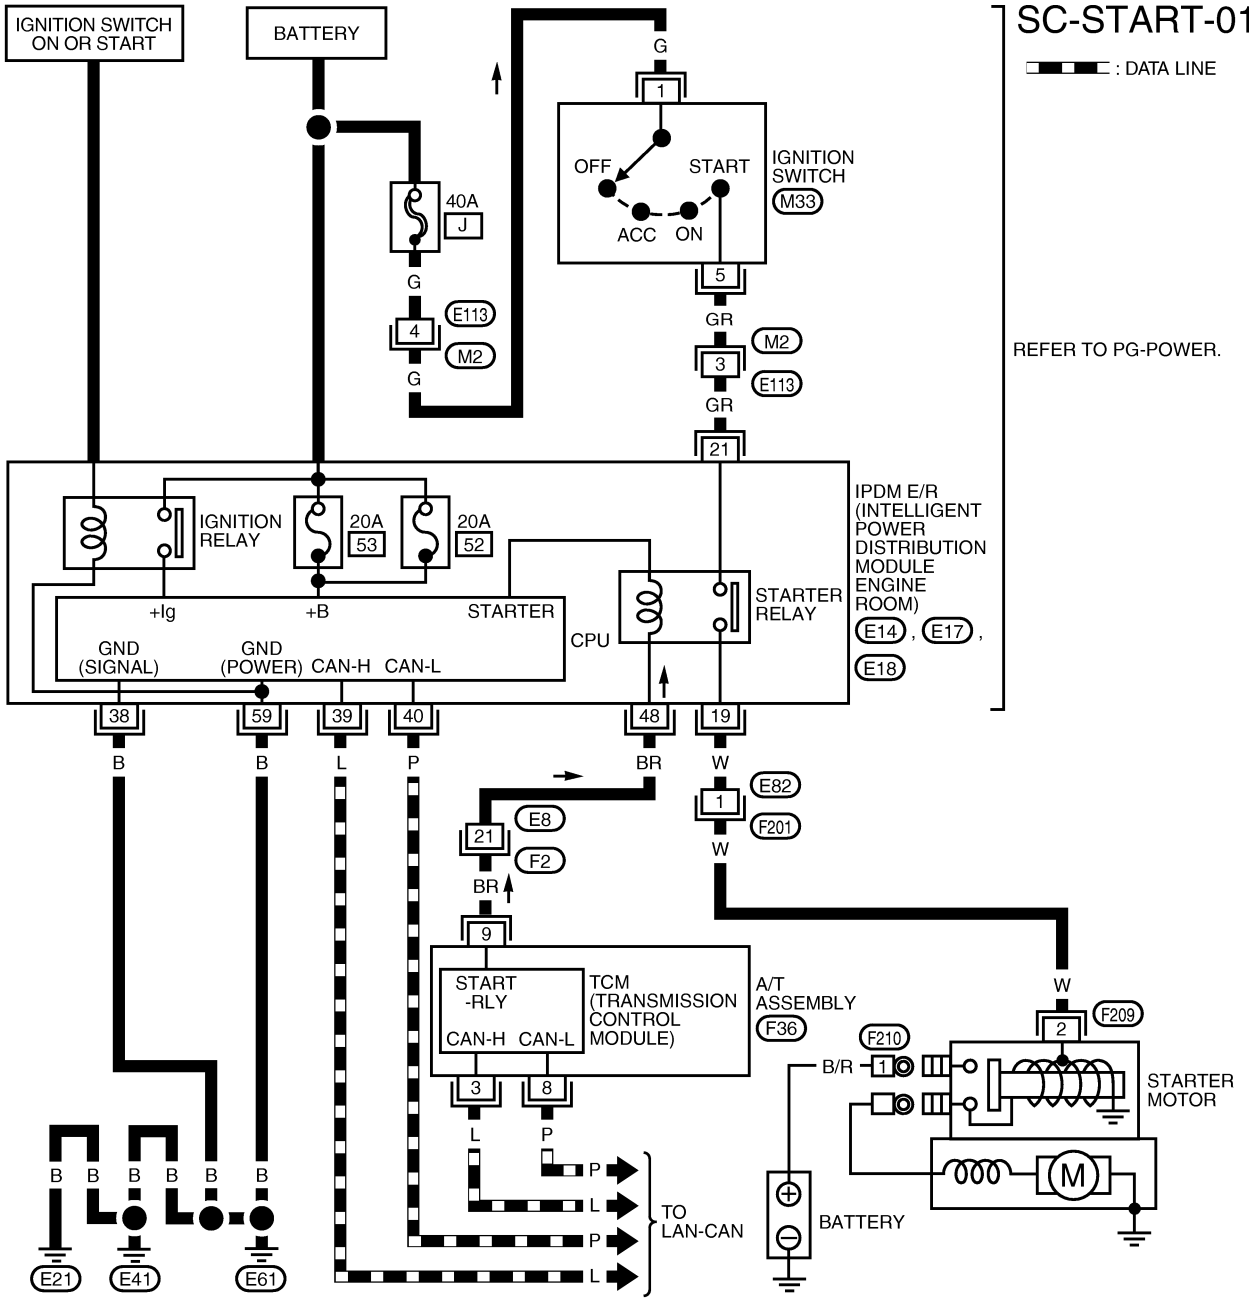 IGNITION SWITCH
ON OR START
BATTERY
SC-START-01
: DATA LINE
G
1
OFF
START
ACC
ON
IGNITION
SWITCH
M33
40A
J
G
4
E113
M2
G
5
GR
M2
3
E113
GR
21
REFER TO PG-POWER.
IGNITION
RELAY
20A
53
20A
52
STARTER
RELAY
IPDM E/R
(INTELLIGENT
POWER
DISTRIBUTION
MODULE
ENGINE
ROOM)
E14 , E17 ,
E18
+Ig
+B
STARTER
CPU
GND
(SIGNAL)
GND
(POWER)
CAN-H
CAN-L
38
59
39
40
48
19
B
B
L
P
BR
W
E82
1
F201
W
E8
21
F2
BR
9
START
-RLY
TCM
(TRANSMISSION
CONTROL
MODULE)
CAN-H
CAN-L
A/T
ASSEMBLY
F36
3
8
L
P
W
F209
2
F210
B/R
1
STARTER
MOTOR
M
BATTERY
P
L
P
L
TO
LAN-CAN
B
B
B
B
B
B
E21
E41
E61